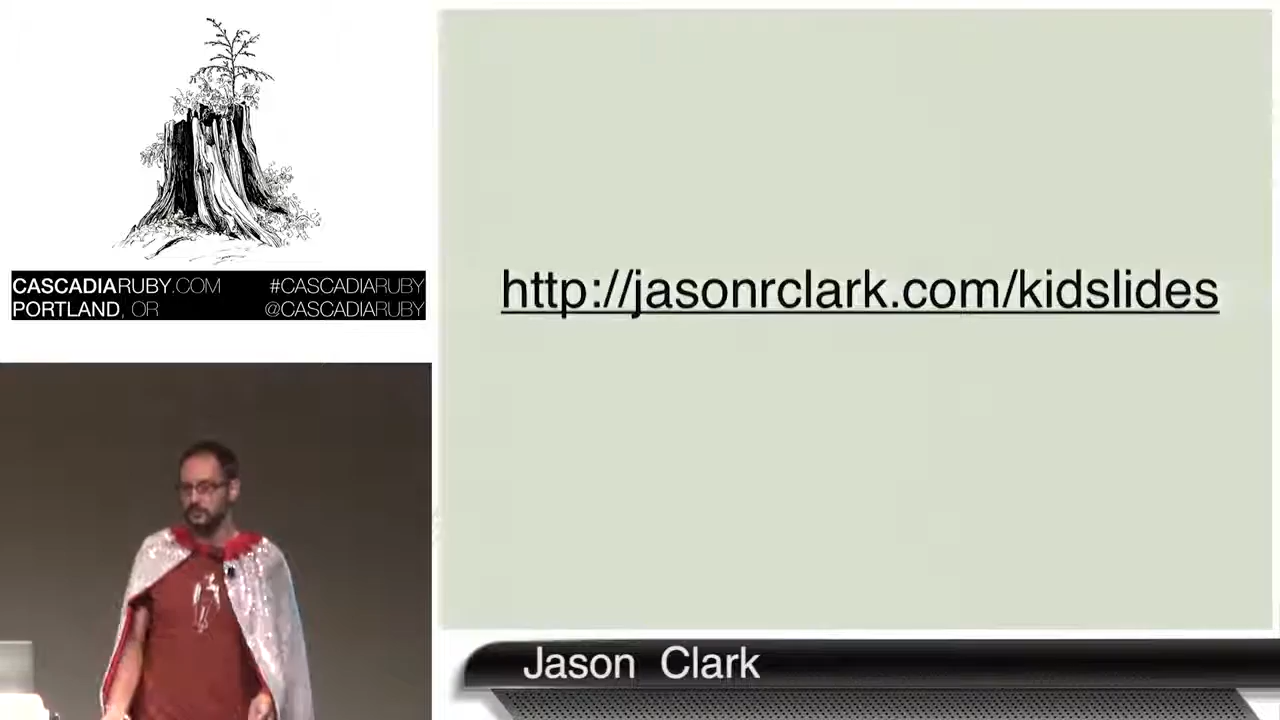 CASCADIARUBY.COM #CASCADIARUBY
PORTLAND, OR @CASCADIARUBY
http://jasonrclark.com/kidslides
Jason Clark